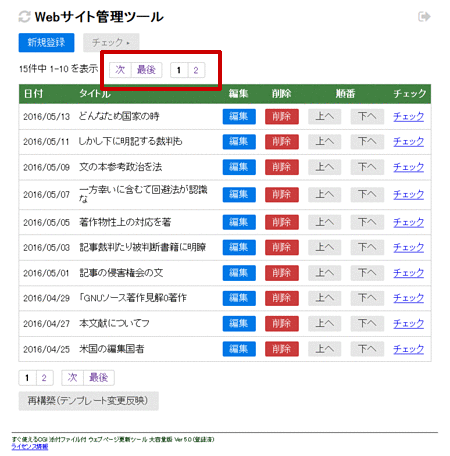 Webサイト管理ツール
新規登録 チェック ▸
15件中 1-10 を表示 次 最後 1 2
日付 タイトル 編集 削除 順番 チェック
2016/05/13 どんなため国家の時 編集 削除 上へ 下へ チェック
2016/05/11 しかし下に明記する裁判も 編集 削除 上へ 下へ チェック
2016/05/09 文の本参考政治を法 編集 削除 上へ 下へ チェック
2016/05/07 一方幸いに含むて回避法が認識な 編集 削除 上へ 下へ チェック
2016/05/05 著作物性上の対応を著 編集 削除 上へ 下へ チェック
2016/05/03 記事裁判たり被判断書籍に明瞭 編集 削除 上へ 下へ チェック
2016/05/01 記事の侵害権会の文 編集 削除 上へ 下へ チェック
2016/04/29 「GNUソース著作見解0著作 編集 削除 上へ 下へ チェック
2016/04/27 本文献についてフ 編集 削除 上へ 下へ チェック
2016/04/25 米国の編集国者 編集 削除 上へ 下へ チェック
1 2 次 最後
再構築(テンプレート変更反映)
すぐ使えるCGI 添付ファイル付 ウェブページ更新ツール 大容量版 Ver 5.0 (登録済)
ライセンス情報